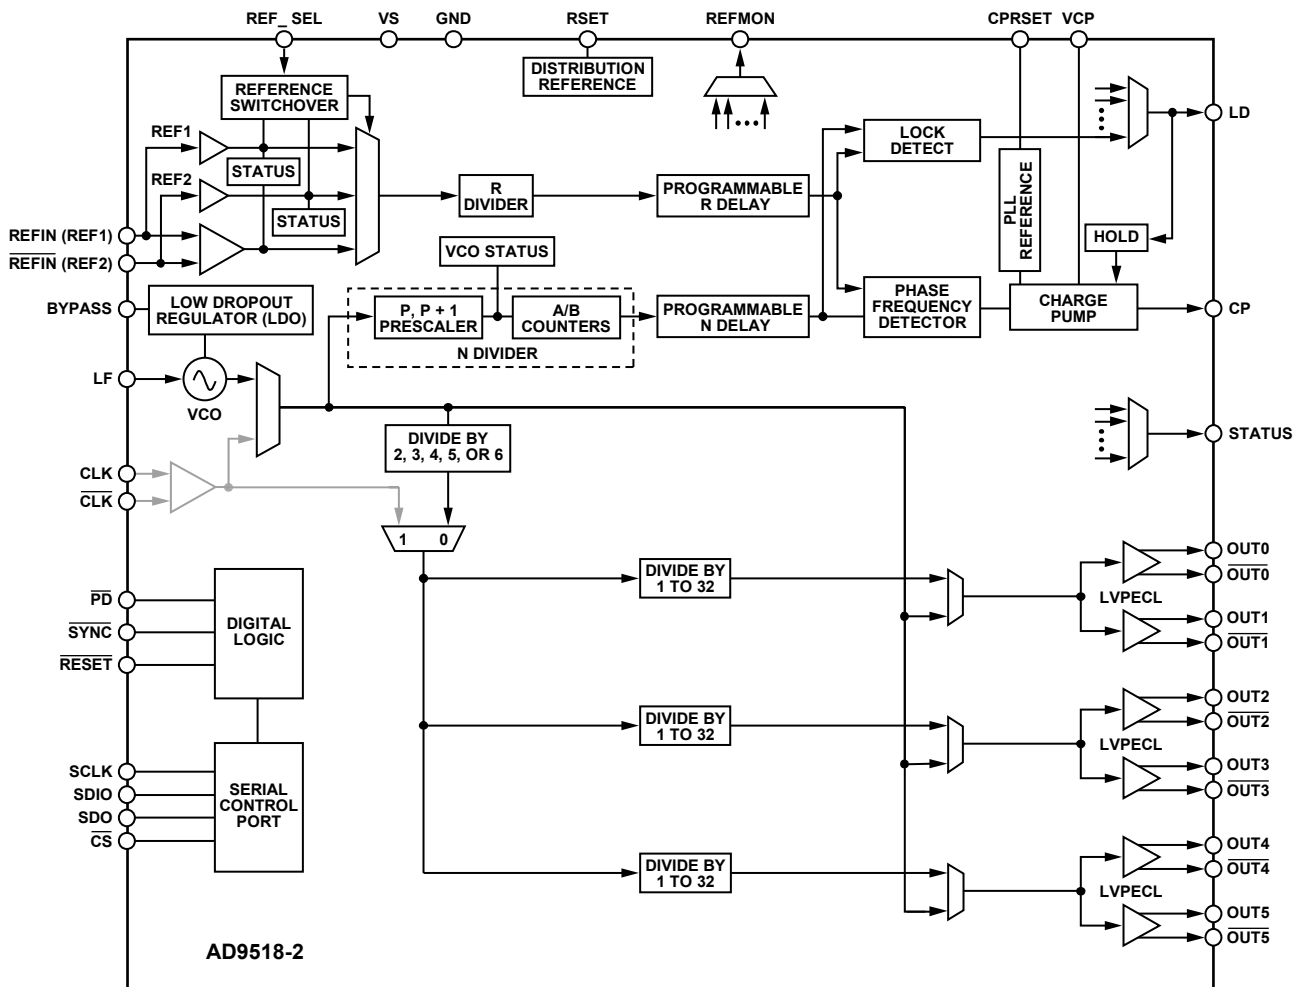 REF_ SEL
VS
GND
RSET
REFMON
CPRSET
VCP
REFERENCE
SWITCHOVER
DISTRIBUTION
REFERENCE
REF1
STATUS
REF2
STATUS
REFIN (REF1)
REFIN (REF2)
R
DIVIDER
PROGRAMMABLE
R DELAY
LOCK
DETECT
PLL
REFERENCE
LD
HOLD
VCO STATUS
BYPASS
LOW DROPOUT
REGULATOR (LDO)
P, P + 1
PRESCALER
A/B
COUNTERS
N DIVIDER
PROGRAMMABLE
N DELAY
PHASE
FREQUENCY
DETECTOR
CHARGE
PUMP
CP
LF
VCO
DIVIDE BY
2, 3, 4, 5, OR 6
STATUS
CLK
CLK
1
0
DIVIDE BY
1 TO 32
LVPECL
OUT0
OUT0
OUT1
OUT1
PD
SYNC
RESET
DIGITAL
LOGIC
DIVIDE BY
1 TO 32
LVPECL
OUT2
OUT2
OUT3
OUT3
SCLK
SDIO
SDO
CS
SERIAL
CONTROL
PORT
DIVIDE BY
1 TO 32
LVPECL
OUT4
OUT4
OUT5
OUT5
AD9518-2